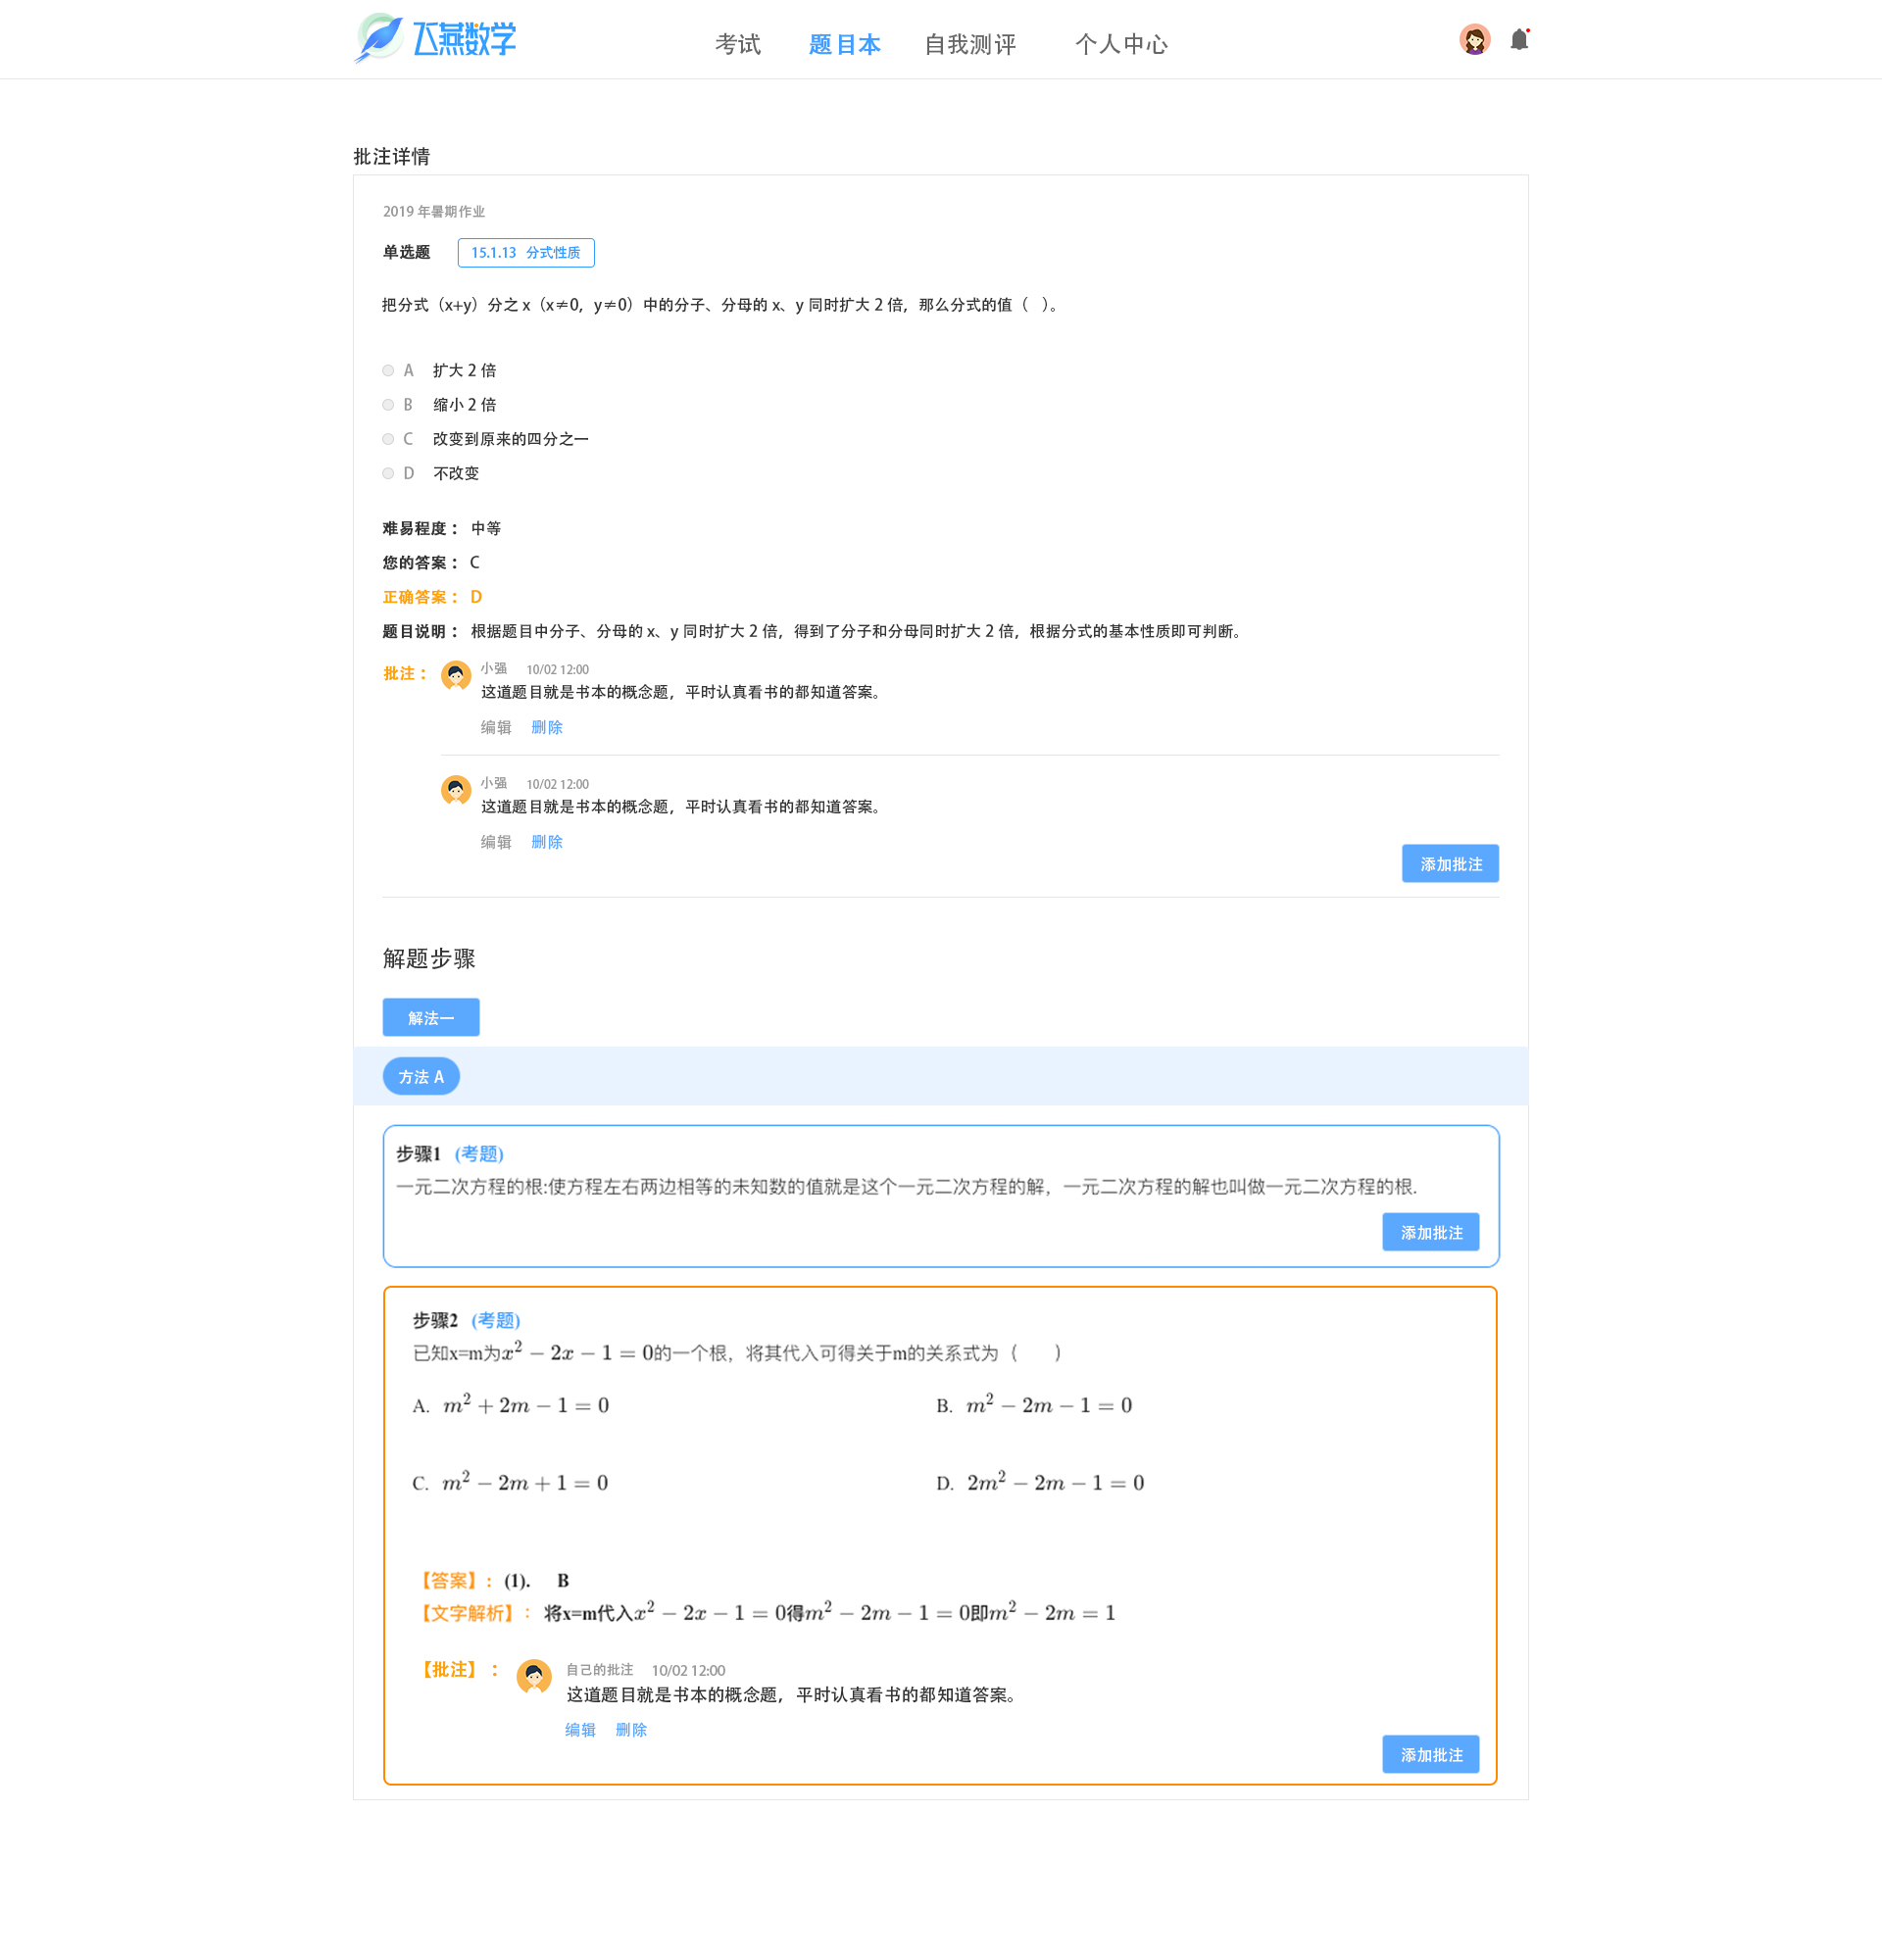 飞燕数学
考试 题目本 自我测评 个人中心
批注详情
2019 年暑期作业
单选题 15.1.13 分式性质
把分式（x+y）分之 x（x≠0，y≠0）中的分子、分母的 x、y 同时扩大 2 倍，那么分式的值（ ）。
A 扩大 2 倍
B 缩小 2 倍
C 改变到原来的四分之一
D 不改变
难易程度： 中等
您的答案： C
正确答案： D
题目说明： 根据题目中分子、分母的 x、y 同时扩大 2 倍，得到了分子和分母同时扩大 2 倍，根据分式的基本性质即可判断。
批注： 小强 10/02 12:00
这道题目就是书本的概念题，平时认真看书的都知道答案。
编辑 删除
小强 10/02 12:00
这道题目就是书本的概念题，平时认真看书的都知道答案。
编辑 删除
添加批注
解题步骤
解法一
方法 A
步骤1 (考题)
一元二次方程的根:使方程左右两边相等的未知数的值就是这个一元二次方程的解，一元二次方程的解也叫做一元二次方程的根.
添加批注
步骤2 (考题)
已知x=m为x² − 2x − 1 = 0的一个根，将其代入可得关于m的关系式为（ ）
A. m² + 2m − 1 = 0 B. m² − 2m − 1 = 0
C. m² − 2m + 1 = 0 D. 2m² − 2m − 1 = 0
【答案】: (1). B
【文字解析】: 将x=m代入x² − 2x − 1 = 0得m² − 2m − 1 = 0即m² − 2m = 1
【批注】： 自己的批注 10/02 12:00
这道题目就是书本的概念题，平时认真看书的都知道答案。
编辑 删除
添加批注